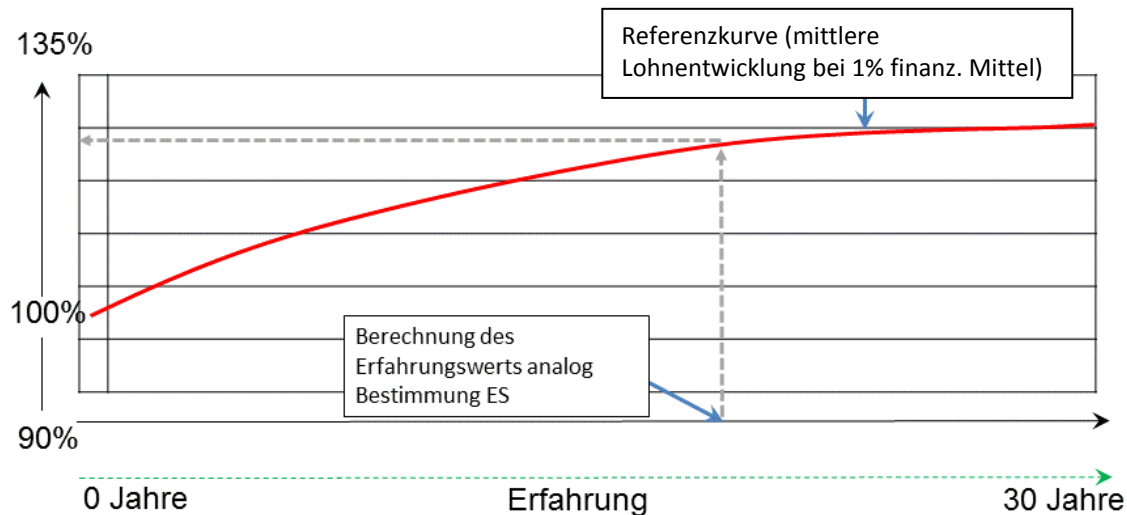 135%
Referenzkurve (mittlere
Lohnentwicklung bei 1% finanz. Mittel)
100%
Berechnung des
Erfahrungswerts analog
Bestimmung ES
90%
0 Jahre
Erfahrung
30 Jahre